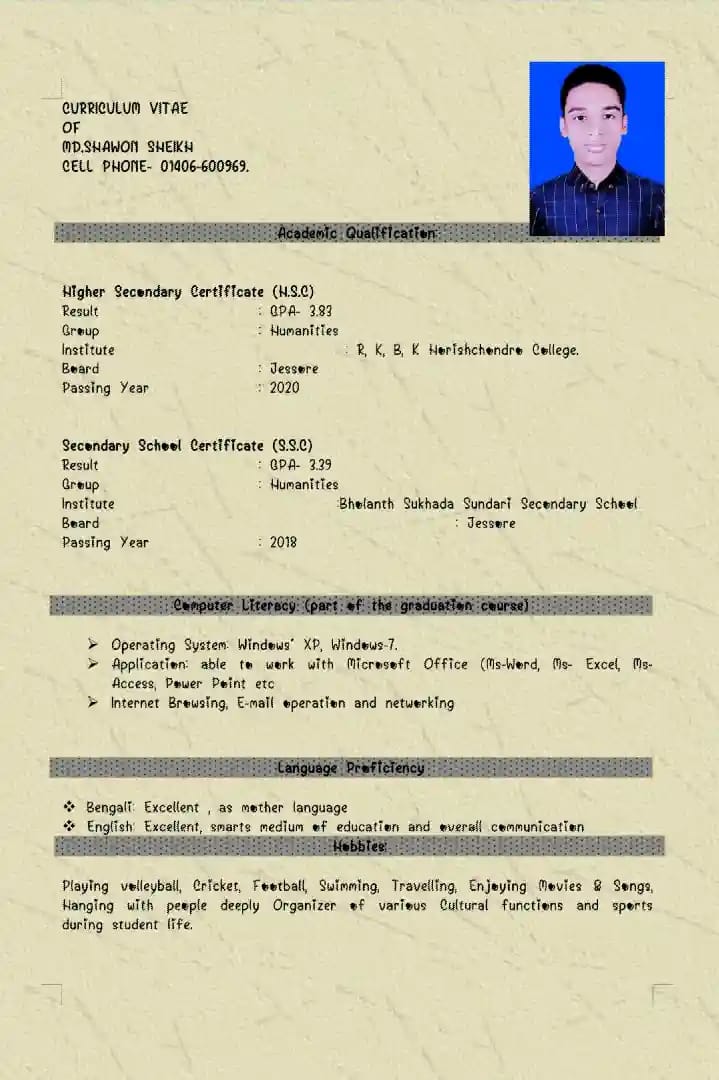 CURRICULUM VITAE
OF
MD.SHAWON SHEIKH
CELL PHONE- 01406-600969.
Academic Qualification:
Higher Secondary Certificate (H.S.C)
Result : GPA- 3.83
Group : Humanities
Institute : R, K, B, K Horishchondro College.
Board : Jessore
Passing Year : 2020
Secondary School Certificate (S.S.C)
Result : GPA- 3.39
Group : Humanities
Institute :Bholanth Sukhada Sundari Secondary School
Board : Jessore
Passing Year : 2018
Computer Literacy: (part of the graduation course)
➢ Operating System: Windows' XP, Windows-7.
➢ Application: able to work with Microsoft Office (Ms-Word, Ms- Excel, Ms-
Access, Power Point etc
➢ Internet Browsing, E-mail operation and networking
Language Proficiency
❖ Bengali: Excellent , as mother language
❖ English: Excellent, smarts medium of education and overall communication
Hobbies:
Playing volleyball, Cricket, Football, Swimming, Travelling, Enjoying Movies & Songs,
Hanging with people deeply Organizer of various Cultural functions and sports
during student life.